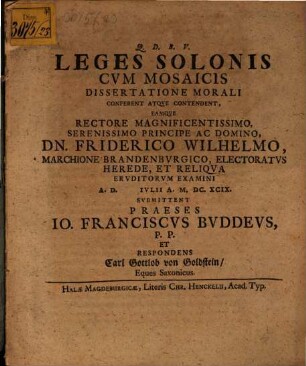 Q. D. B. V.
LEGES SOLONIS
CVM MOSAICIS
DISSERTATIONE MORALI
CONFERENT ATQVE CONTENDENT,
EAMQVE
RECTORE MAGNIFICENTISSIMO,
SERENISSIMO PRINCIPE AC DOMINO,
DN. FRIDERICO WILHELMO,
MARCHIONE BRANDENBVRGICO, ELECTORATVS
HEREDE, ET RELIQVA
ERVDITORVM EXAMINI
A. D. IVLII A. M. DC. XCIX.
SVBMITTENT
PRAESES
IO. FRANCISCVS BVDDEVS,
P. P.
ET
RESPONDENS
Carl Gottlob von Goldstein/
Eques Saxonicus.
HALÆ MAGDEBURGICÆ, Literis CHR. HENCKELII, Acad. Typ.